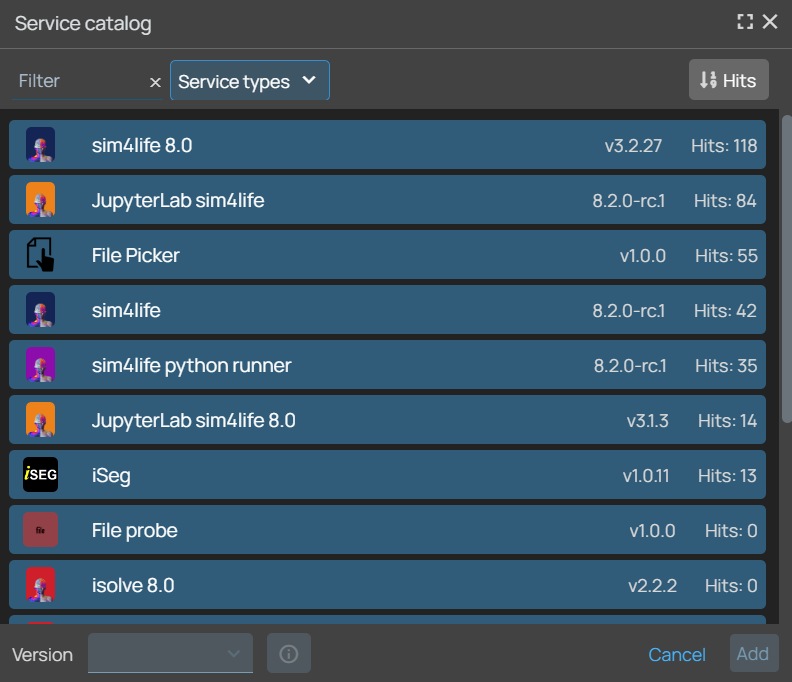 Service catalog
Filter
Service types
Hits
sim4life 8.0 v3.2.27 Hits: 118
JupyterLab sim4life 8.2.0-rc.1 Hits: 84
File Picker v1.0.0 Hits: 55
sim4life 8.2.0-rc.1 Hits: 42
sim4life python runner 8.2.0-rc.1 Hits: 35
JupyterLab sim4life 8.0 v3.1.3 Hits: 14
iSEG iSeg v1.0.11 Hits: 13
file File probe v1.0.0 Hits: 0
isolve 8.0 v2.2.2 Hits: 0
Version
Cancel Add